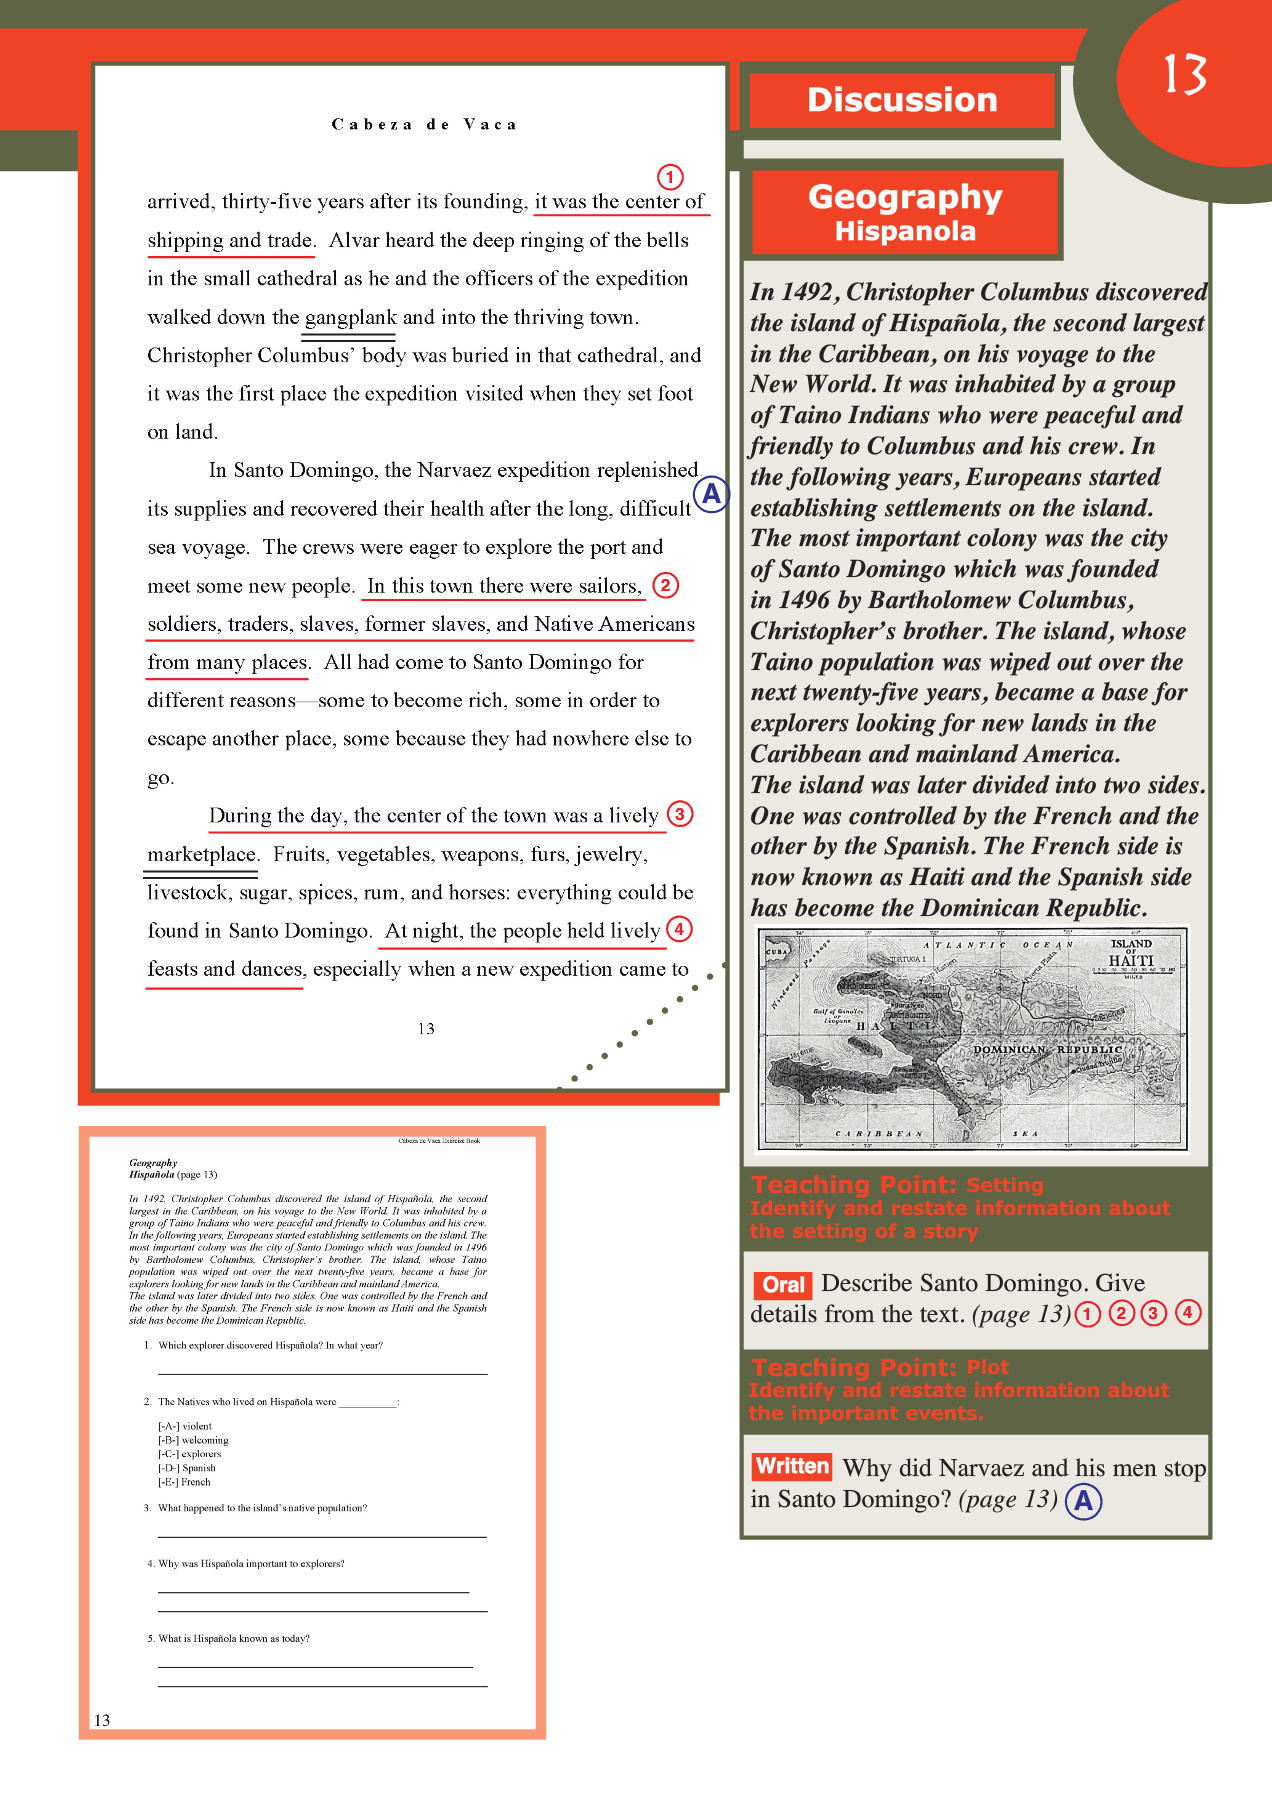 13
Cabeza de Vaca
1
arrived, thirty-five years after its founding, it was the center of
shipping and trade. Alvar heard the deep ringing of the bells
in the small cathedral as he and the officers of the expedition
walked down the gangplank and into the thriving town.
Christopher Columbus' body was buried in that cathedral, and
it was the first place the expedition visited when they set foot
on land.
In Santo Domingo, the Narvaez expedition replenished
A
its supplies and recovered their health after the long, difficult
sea voyage. The crews were eager to explore the port and
meet some new people. In this town there were sailors, 2
soldiers, traders, slaves, former slaves, and Native Americans
from many places. All had come to Santo Domingo for
different reasons—some to become rich, some in order to
escape another place, some because they had nowhere else to
go.
During the day, the center of the town was a lively 3
marketplace. Fruits, vegetables, weapons, furs, jewelry,
livestock, sugar, spices, rum, and horses: everything could be
found in Santo Domingo. At night, the people held lively 4
feasts and dances, especially when a new expedition came to
13
Discussion
Geography
Hispanola
In 1492, Christopher Columbus discovered
the island of Hispañola, the second largest
in the Caribbean, on his voyage to the
New World. It was inhabited by a group
of Taino Indians who were peaceful and
friendly to Columbus and his crew. In
the following years, Europeans started
establishing settlements on the island.
The most important colony was the city
of Santo Domingo which was founded
in 1496 by Bartholomew Columbus,
Christopher's brother. The island, whose
Taino population was wiped out over the
next twenty-five years, became a base for
explorers looking for new lands in the
Caribbean and mainland America.
The island was later divided into two sides.
One was controlled by the French and the
other by the Spanish. The French side is
now known as Haiti and the Spanish side
has become the Dominican Republic.
CUBA
Windward Passage
ATLANTIC OCEAN
ISLAND
OF
HAITI
MILES
TORTUGA I.
Cap Haitien
Puerto Plata
NORD
Gonaives
ARTIBONITE
Gulf of Gonaïves
or
Léogane
HAITI
DOMINICAN REPUBLIC
Ciudad Trujillo
SUD
CARIBBEAN SEA
Teaching Point: Setting
Identify and restate information about
the setting of a story
Oral Describe Santo Domingo. Give
details from the text. (page 13) 1 2 3 4
Teaching Point: Plot
Identify and restate information about
the important events.
Written Why did Narvaez and his men stop
in Santo Domingo? (page 13) A
Cabeza de Vaca Exercise Book
Geography
Hispañola (page 13)
In 1492, Christopher Columbus discovered the island of Hispañola, the second
largest in the Caribbean, on his voyage to the New World. It was inhabited by a
group of Taino Indians who were peaceful and friendly to Columbus and his crew.
In the following years, Europeans started establishing settlements on the island. The
most important colony was the city of Santo Domingo which was founded in 1496
by Bartholomew Columbus, Christopher's brother. The island, whose Taino
population was wiped out over the next twenty-five years, became a base for
explorers looking for new lands in the Caribbean and mainland America.
The island was later divided into two sides. One was controlled by the French and
the other by the Spanish. The French side is now known as Haiti and the Spanish
side has become the Dominican Republic.
1. Which explorer discovered Hispañola? In what year?
2. The Natives who lived on Hispañola were __________:
[-A-] violent
[-B-] welcoming
[-C-] explorers
[-D-] Spanish
[-E-] French
3. What happened to the island's native population?
4. Why was Hispañola important to explorers?
5. What is Hispañola known as today?
13